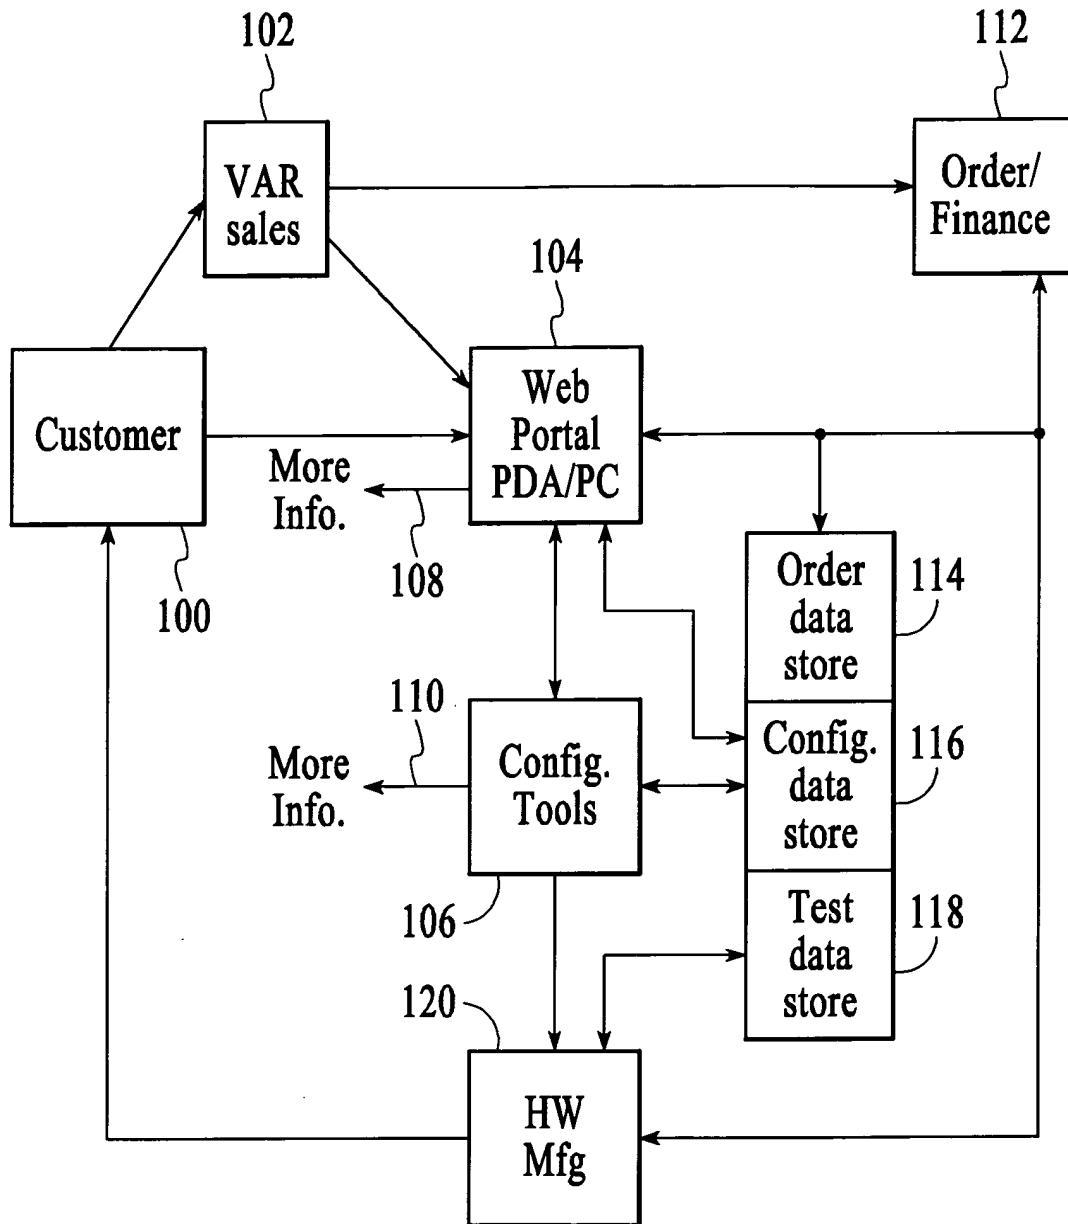 102
112
VAR
sales
Order/
Finance
104
Customer
Web
Portal
PDA/PC
More
Info.
108
100
Order
data
store
114
110
More
Info.
Config.
Tools
Config.
data
store
116
106
Test
data
store
118
120
HW
Mfg